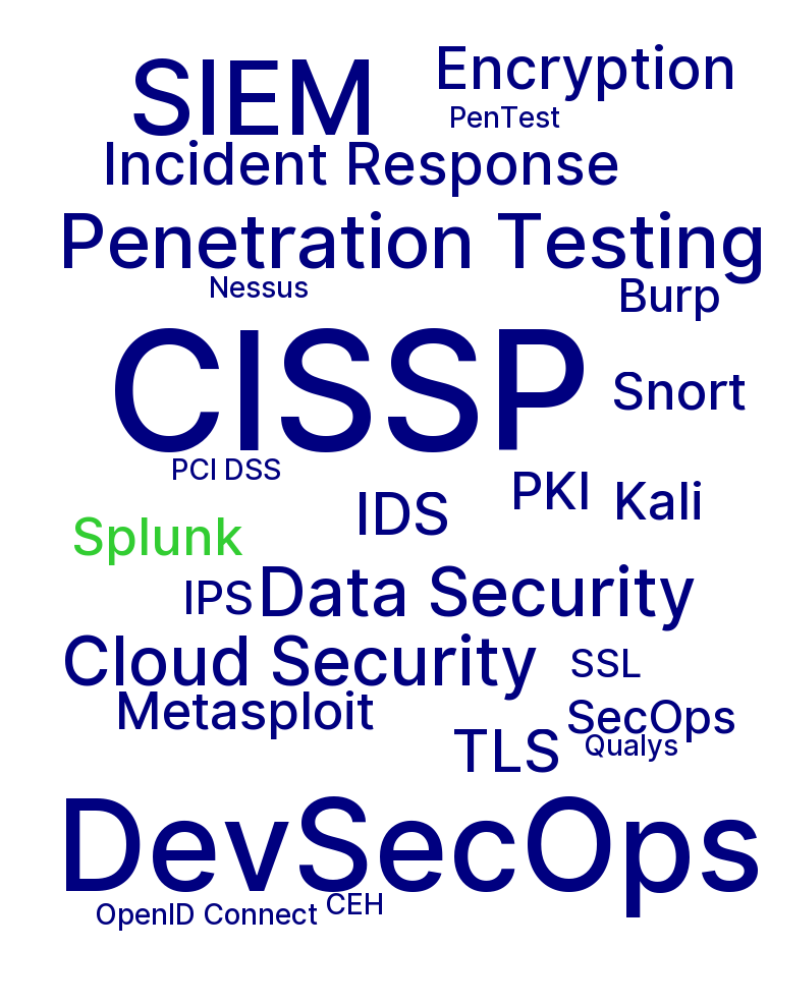 SIEM
Encryption
PenTest
Incident Response
Penetration Testing
Nessus
Burp
CISSP
Snort
PCI DSS
IDS
PKI
Kali
Splunk
IPS
Data Security
Cloud Security
SSL
Metasploit
SecOps
TLS
Qualys
DevSecOps
OpenID Connect
CEH